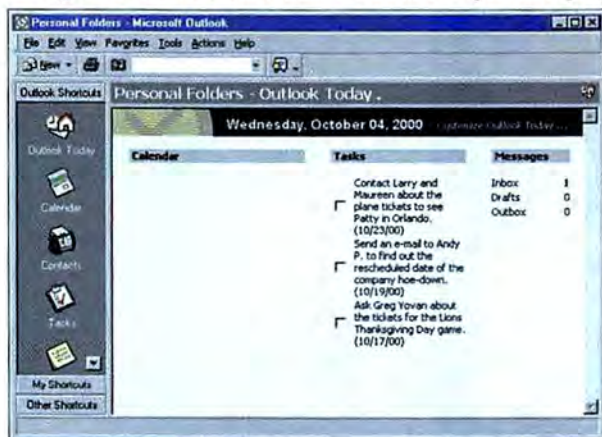 Personal Folders - Microsoft Outlook
File Edit View Favorites Tools Actions Help
New
Outlook Shortcuts
Personal Folders - Outlook Today .
Wednesday, October 04, 2000
Customize Outlook Today ...
Outlook Today
Calendar
Contacts
Tasks
My Shortcuts
Other Shortcuts
Calendar
Tasks
Contact Larry and
Maureen about the
plane tickets to see
Patty in Orlando.
(10/23/00)
Send an e-mail to Andy
P. to find out the
rescheduled date of the
company hoe-down.
(10/19/00)
Ask Greg Yovan about
the tickets for the Lions
Thanksgiving Day game.
(10/17/00)
Messages
Inbox 1
Drafts 0
Outbox 0